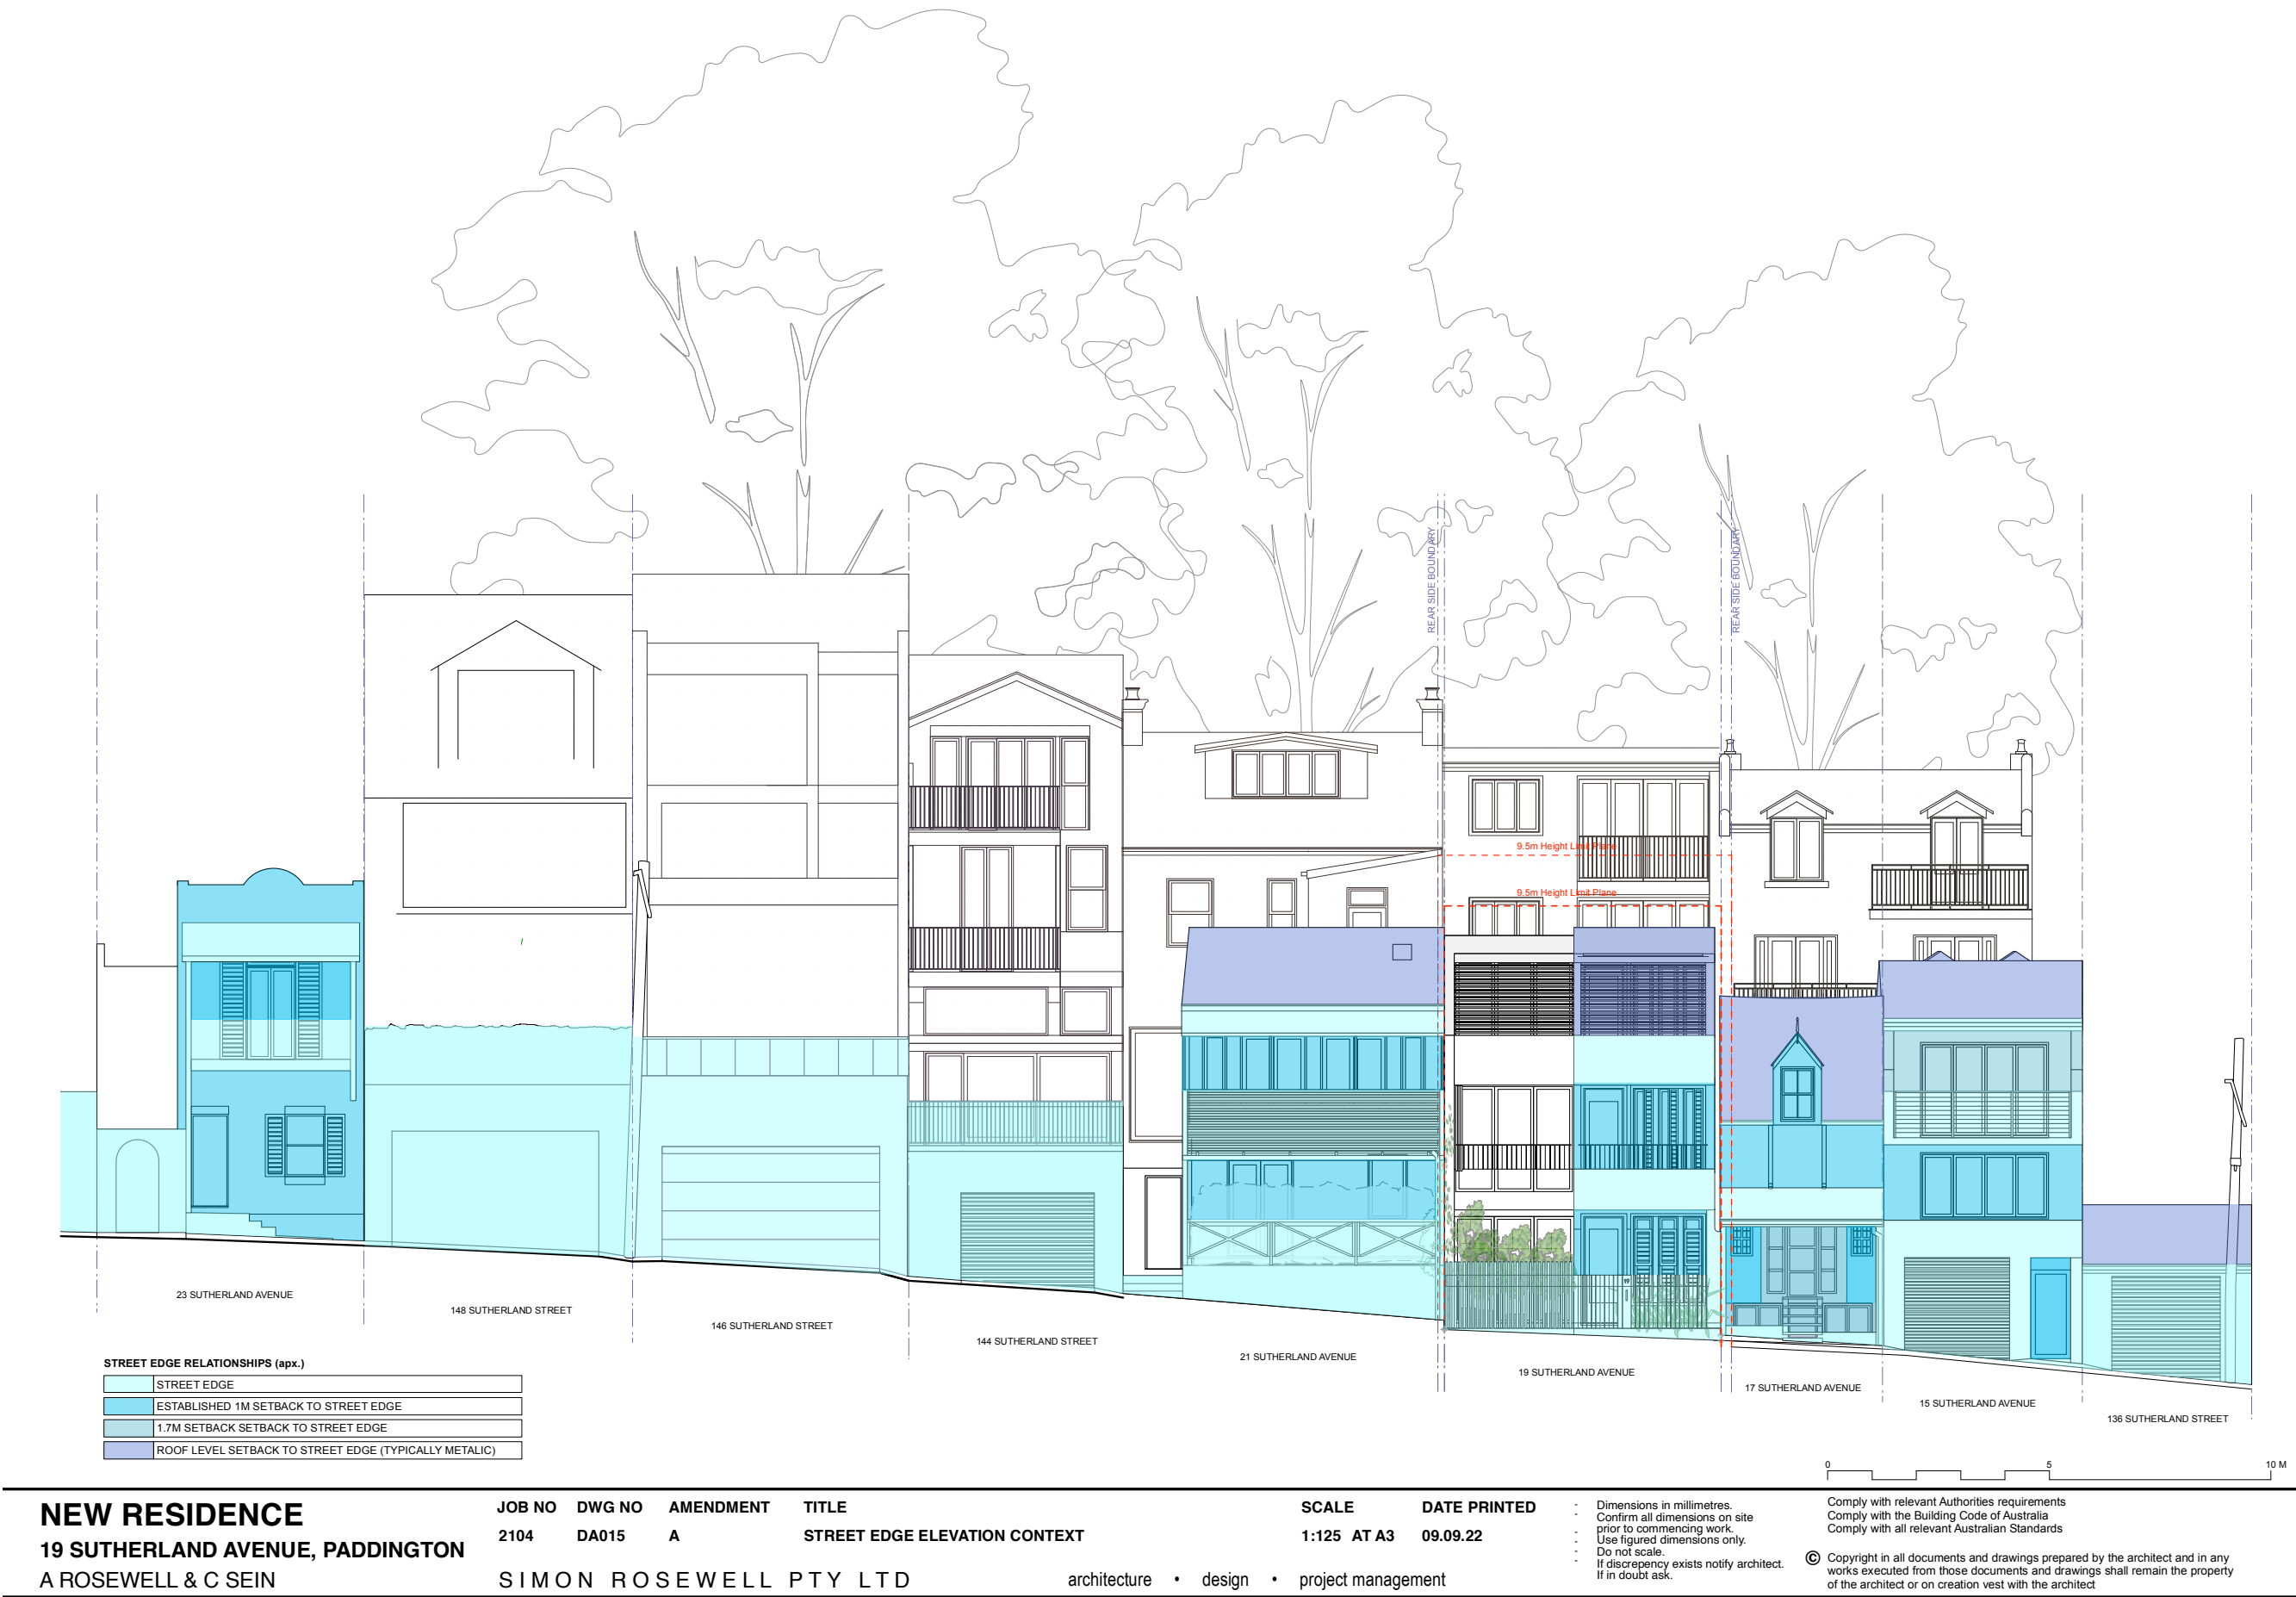 REAR SIDE BOUNDARY
REAR SIDE BOUNDARY
9.5m Height Limit Plane
9.5m Height Limit Plane
19
23 SUTHERLAND AVENUE
148 SUTHERLAND STREET
146 SUTHERLAND STREET
144 SUTHERLAND STREET
21 SUTHERLAND AVENUE
19 SUTHERLAND AVENUE
17 SUTHERLAND AVENUE
15 SUTHERLAND AVENUE
136 SUTHERLAND STREET
STREET EDGE RELATIONSHIPS (apx.)
STREET EDGE
ESTABLISHED 1M SETBACK TO STREET EDGE
1.7M SETBACK SETBACK TO STREET EDGE
ROOF LEVEL SETBACK TO STREET EDGE (TYPICALLY METALIC)
0 5 10 M
NEW RESIDENCE
19 SUTHERLAND AVENUE, PADDINGTON
A ROSEWELL & C SEIN
JOB NO DWG NO AMENDMENT TITLE
2104 DA015 A STREET EDGE ELEVATION CONTEXT
SIMON ROSEWELL PTY LTD
architecture • design • project management
SCALE DATE PRINTED
1:125 AT A3 09.09.22
- Dimensions in millimetres.
- Confirm all dimensions on site
prior to commencing work.
- Use figured dimensions only.
- Do not scale.
- If discrepency exists notify architect.
- If in doubt ask.
Comply with relevant Authorities requirements
Comply with the Building Code of Australia
Comply with all relevant Australian Standards
© Copyright in all documents and drawings prepared by the architect and in any
works executed from those documents and drawings shall remain the property
of the architect or on creation vest with the architect